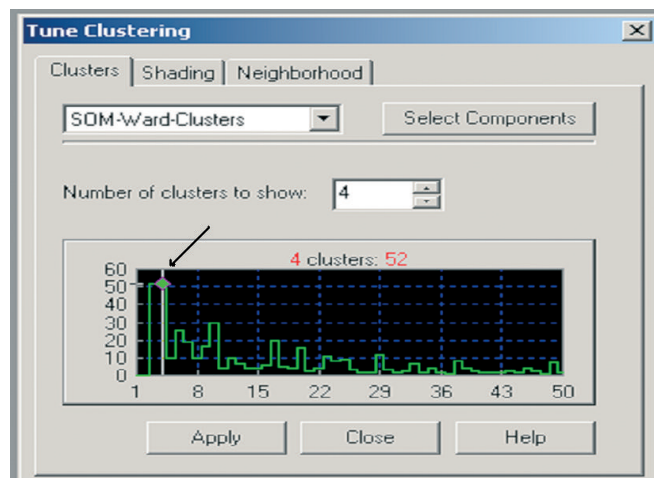 Tune Clustering
Clusters Shading Neighborhood
SOM-Ward-Clusters Select Components
Number of clusters to show: 4
4 clusters: 52
60
50
40
30
20
10
0
1 8 15 22 29 36 43 50
Apply Close Help